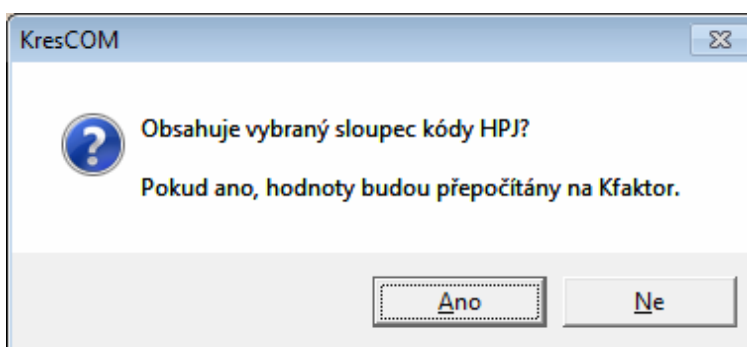 KresCOM
Obsahuje vybraný sloupec kódy HPJ?
Pokud ano, hodnoty budou přepočítány na Kfaktor.
Ano
Ne